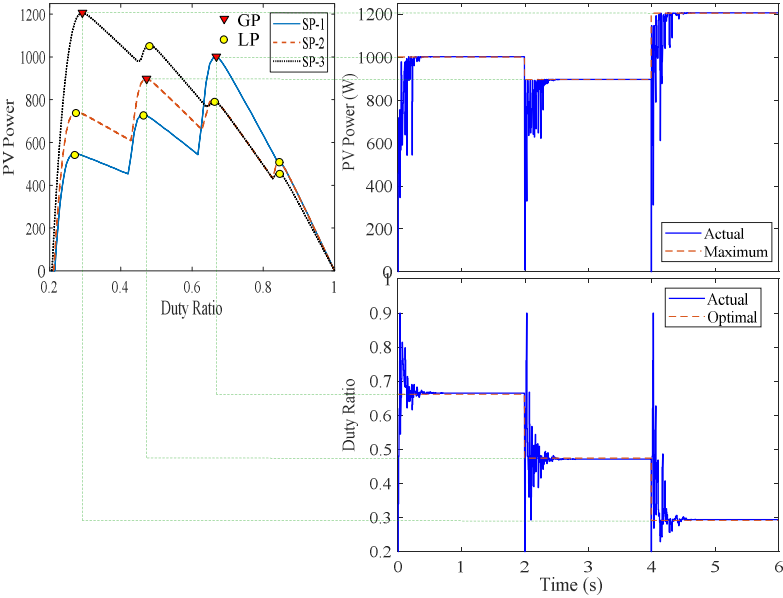 1200
1000
800
600
400
200
0
0.2
0.4
0.6
0.8
1
PV Power
Duty Ratio
GP
LP
SP-1
SP-2
SP-3
1200
1000
800
600
400
200
0
PV Power (W)
Actual
Maximum
1
0.9
0.8
0.7
0.6
0.5
0.4
0.3
0.2
Duty Ratio
Actual
Optimal
0
1
2
3
4
5
6
Time (s)